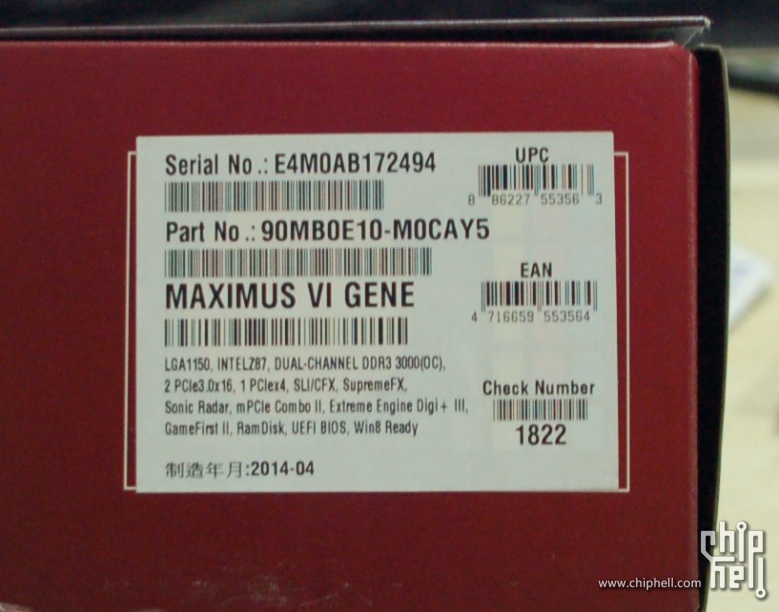 Serial No.: E4M0AB172494
UPC
8 86227 55356 3
Part No.: 90MB0E10-M0CAY5
EAN
MAXIMUS VI GENE
4 716659 553564
LGA1150, INTELZ87, DUAL-CHANNEL DDR3 3000(OC),
2 PCIe3.0x16, 1 PCIex4, SLI/CFX, SupremeFX,
Sonic Radar, mPCIe Combo II, Extreme Engine Digi+ III,
GameFirst II, RamDisk, UEFI BIOS, Win8 Ready
Check Number
1822
制造年月:2014-04
www.chiphell.com
chip
hell